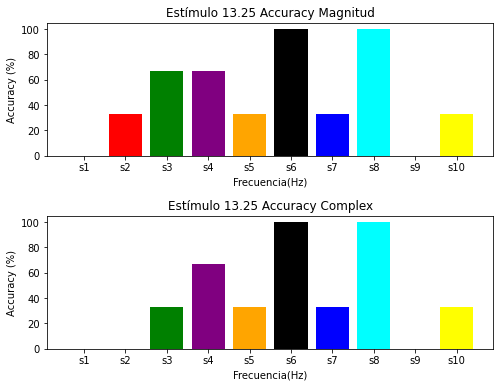 Estímulo 13.25 Accuracy Magnitud
100
80
60
40
20
0
Accuracy (%)
s1 s2 s3 s4 s5 s6 s7 s8 s9 s10
Frecuencia(Hz)
Estímulo 13.25 Accuracy Complex
100
80
60
40
20
0
Accuracy (%)
s1 s2 s3 s4 s5 s6 s7 s8 s9 s10
Frecuencia(Hz)